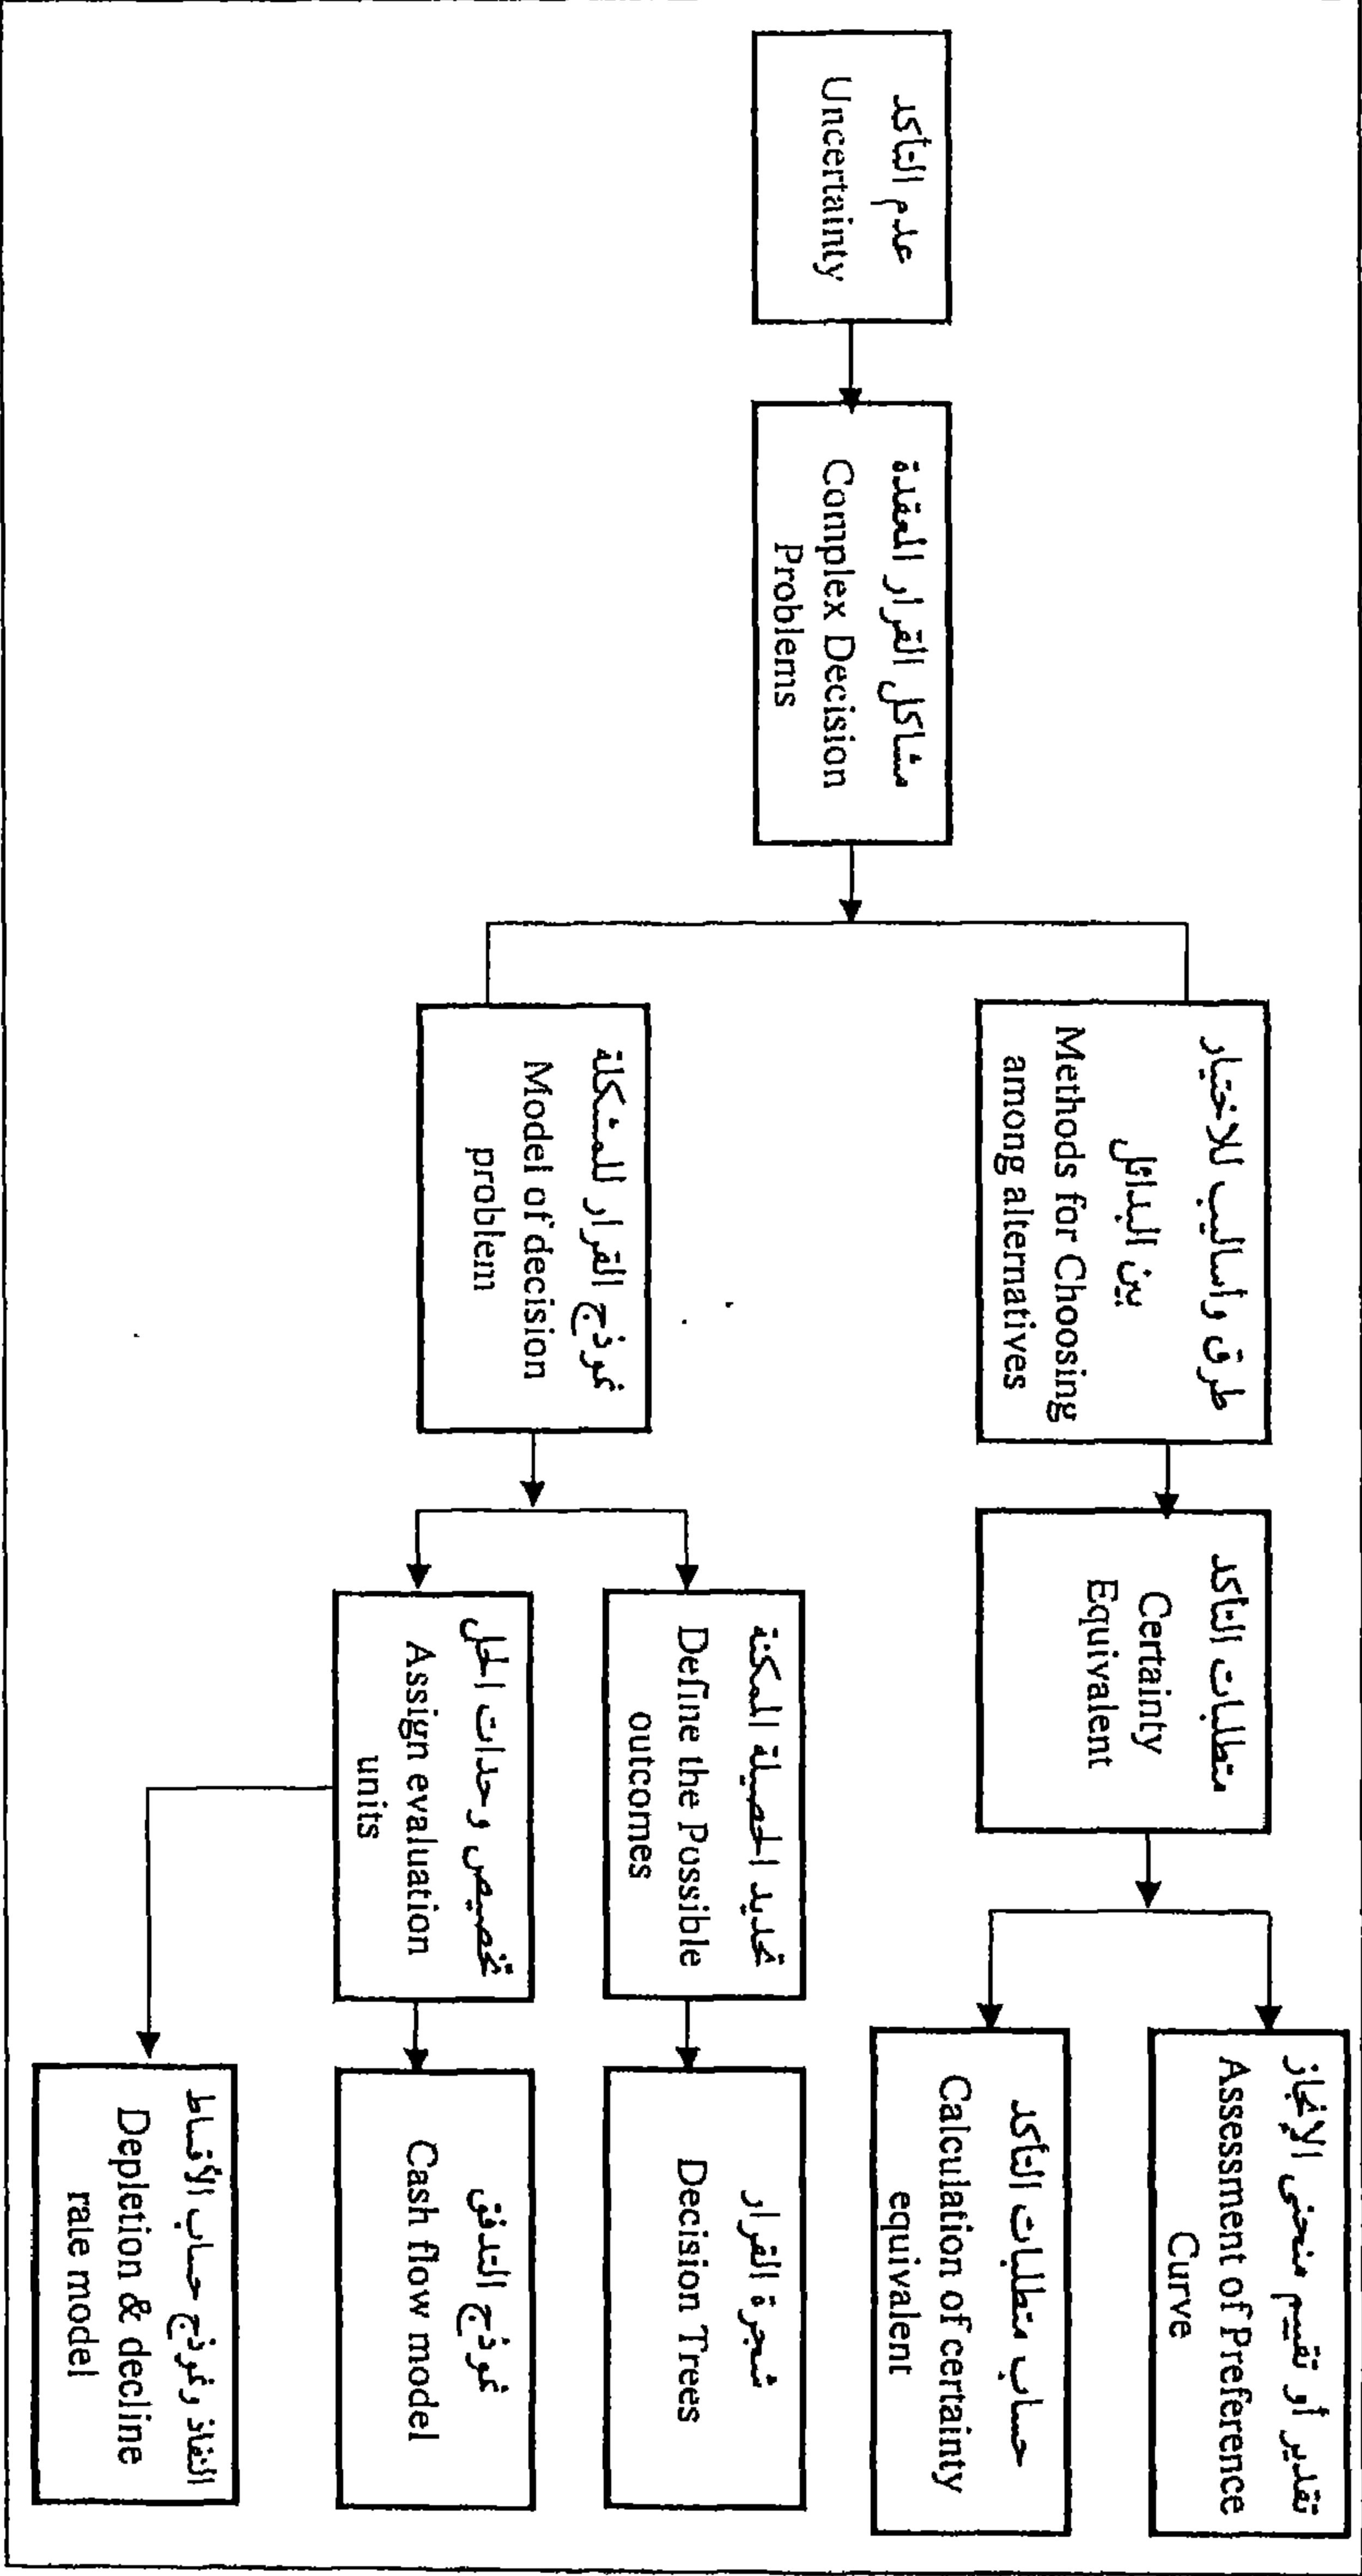 عدم التأكد
Uncertainty
مشاكل القرار المعقدة
Complex Decision
Problems
طرق وأساليب للاختيار
بين البدائل
Methods for Choosing
among alternatives
متطلبات التأكد
Certainty
Equivalent
تقدير أو تقييم منحنى الإنجاز
Assessment of Preference
Curve
حساب متطلبات التأكد
Calculation of certainty
equivalent
نموذج القرار للمشكلة
Model of decision
problem
تحديد الحصيلة الممكنة
Define the Possible
outcomes
شجرة القرار
Decision Trees
تخصيص وحدات الحل
Assign evaluation
units
نموذج التدفق
Cash flow model
النفاذ ونموذج حساب الأقساط
Depletion & decline
rate model